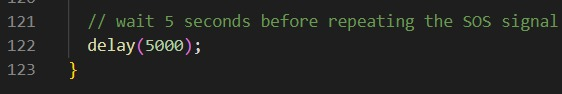 121 // wait 5 seconds before repeating the SOS signal
122 delay(5000);
123 }